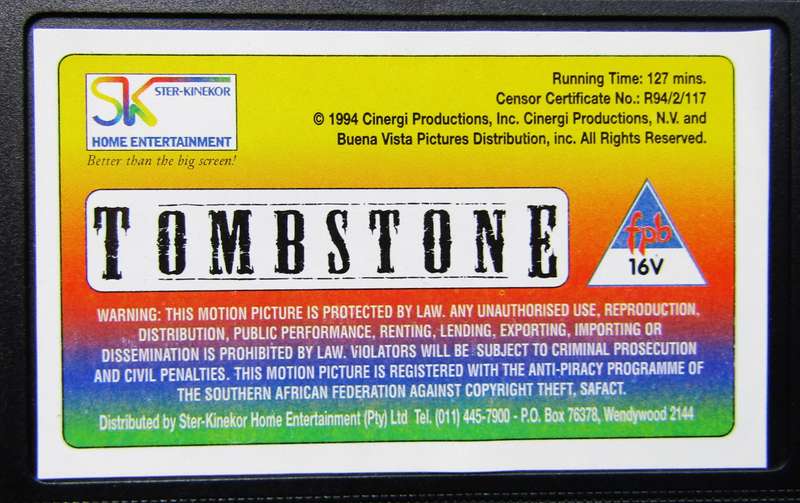 SK
STER-KINEKOR
HOME ENTERTAINMENT
Better than the big screen!
Running Time: 127 mins.
Censor Certificate No.: R94/2/117
© 1994 Cinergi Productions, Inc. Cinergi Productions, N.V. and
Buena Vista Pictures Distribution, inc. All Rights Reserved.
TOMBSTONE
fpb
16V
WARNING: THIS MOTION PICTURE IS PROTECTED BY LAW. ANY UNAUTHORISED USE, REPRODUCTION,
DISTRIBUTION, PUBLIC PERFORMANCE, RENTING, LENDING, EXPORTING, IMPORTING OR
DISSEMINATION IS PROHIBITED BY LAW. VIOLATORS WILL BE SUBJECT TO CRIMINAL PROSECUTION
AND CIVIL PENALTIES. THIS MOTION PICTURE IS REGISTERED WITH THE ANTI-PIRACY PROGRAMME OF
THE SOUTHERN AFRICAN FEDERATION AGAINST COPYRIGHT THEFT, SAFACT.
Distributed by Ster-Kinekor Home Entertainment (Pty) Ltd Tel. (011) 445-7900 - P.O. Box 76378, Wendywood 2144